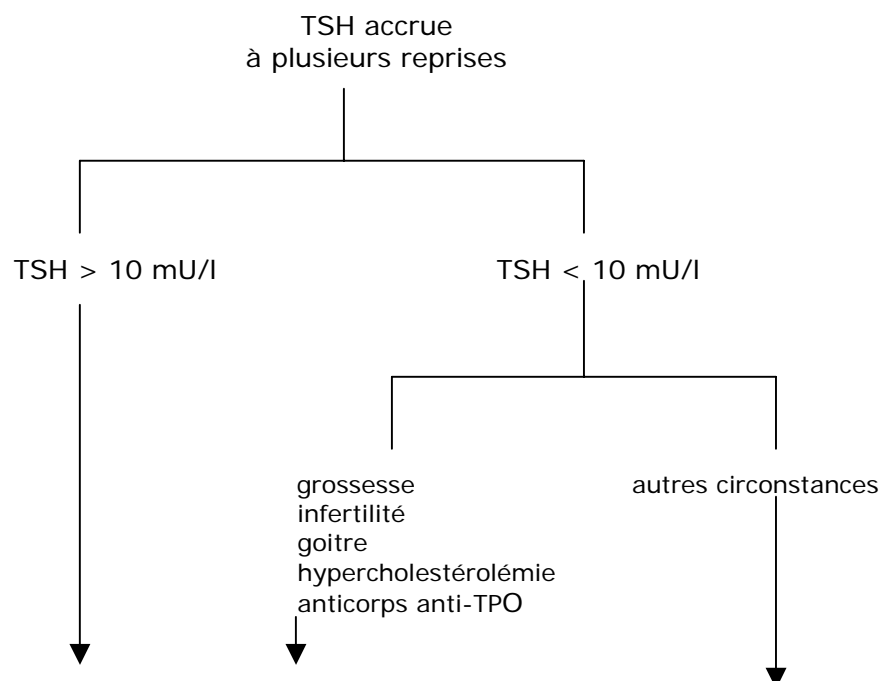 TSH accrue
à plusieurs reprises
TSH > 10 mU/l
TSH < 10 mU/l
grossesse
infertilité
goitre
hypercholestérolémie
anticorps anti-TPO
autres circonstances